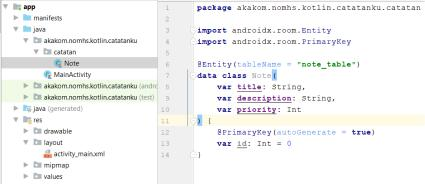 app
manifests
java
akakom.nomhs.kotlin.catatanku
catatan
Note
MainActivity
akakom.nomhs.kotlin.catatanku (andro
akakom.nomhs.kotlin.catatanku (test)
java (generated)
res
drawable
layout
activity_main.xml
mipmap
values
1 package akakom.nomhs.kotlin.catatanku.catatan
2
3 import androidx.room.Entity
4 import androidx.room.PrimaryKey
5
6 @Entity(tableName = "note_table")
7 data class Note(
8 var title: String,
9 var description: String,
10 var priority: Int
11 ) {
12 @PrimaryKey(autoGenerate = true)
13 var id: Int = 0
14 }